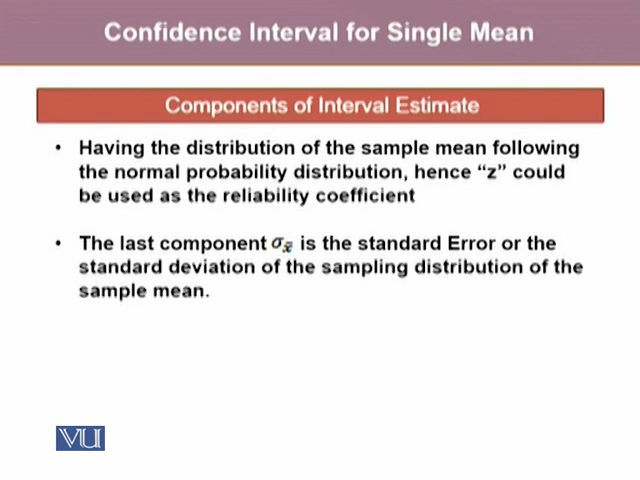 Confidence Interval for Single Mean
Components of Interval Estimate
• Having the distribution of the sample mean following
the normal probability distribution, hence “z” could
be used as the reliability coefficient
• The last component σx̄ is the standard Error or the
standard deviation of the sampling distribution of the
sample mean.
VU